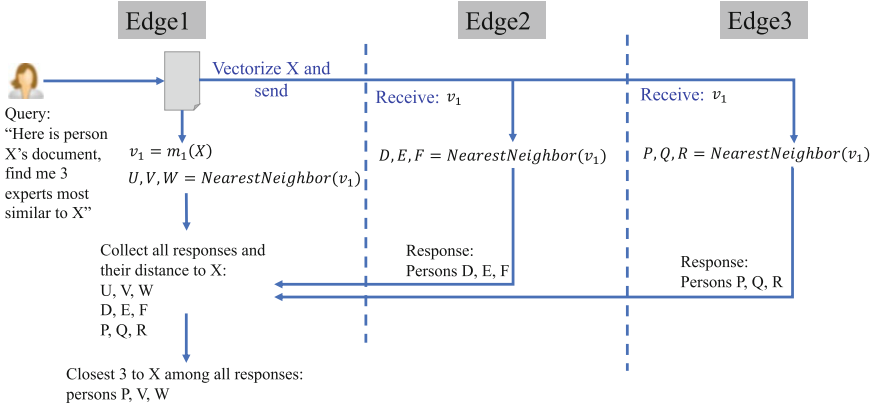 Edge1
Edge2
Edge3
Vectorize X and
send
Receive: v₁
Receive: v₁
Query:
“Here is person
X’s document,
find me 3
experts most
similar to X”
v₁ = m₁(X)
U, V, W = NearestNeighbor(v₁)
D, E, F = NearestNeighbor(v₁)
P, Q, R = NearestNeighbor(v₁)
Collect all responses and
their distance to X:
U, V, W
D, E, F
P, Q, R
Response:
Persons D, E, F
Response:
Persons P, Q, R
Closest 3 to X among all responses:
persons P, V, W